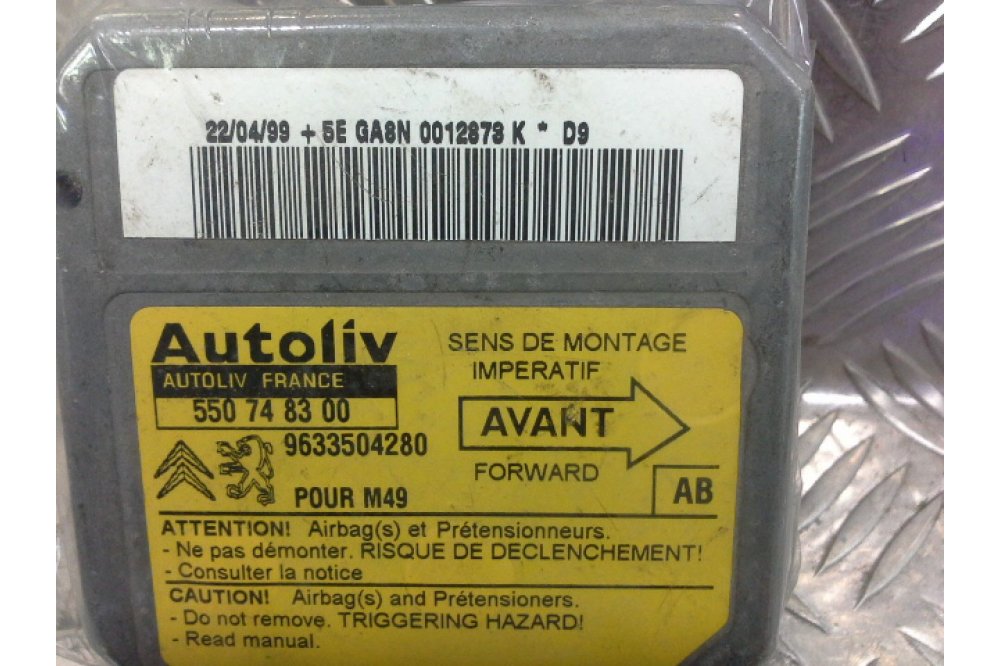 22/04/99 + 5E GA8N 0012873 K * D9
Autoliv
AUTOLIV FRANCE
550 74 8 3 00
9633504280
POUR M49
SENS DE MONTAGE
IMPERATIF
AVANT
FORWARD
AB
ATTENTION! Airbag(s) et Prétensionneurs.
- Ne pas démonter. RISQUE DE DECLENCHEMENT!
- Consulter la notice
CAUTION! Airbag(s) and Prétensioners.
- Do not remove. TRIGGERING HAZARD!
- Read manual.